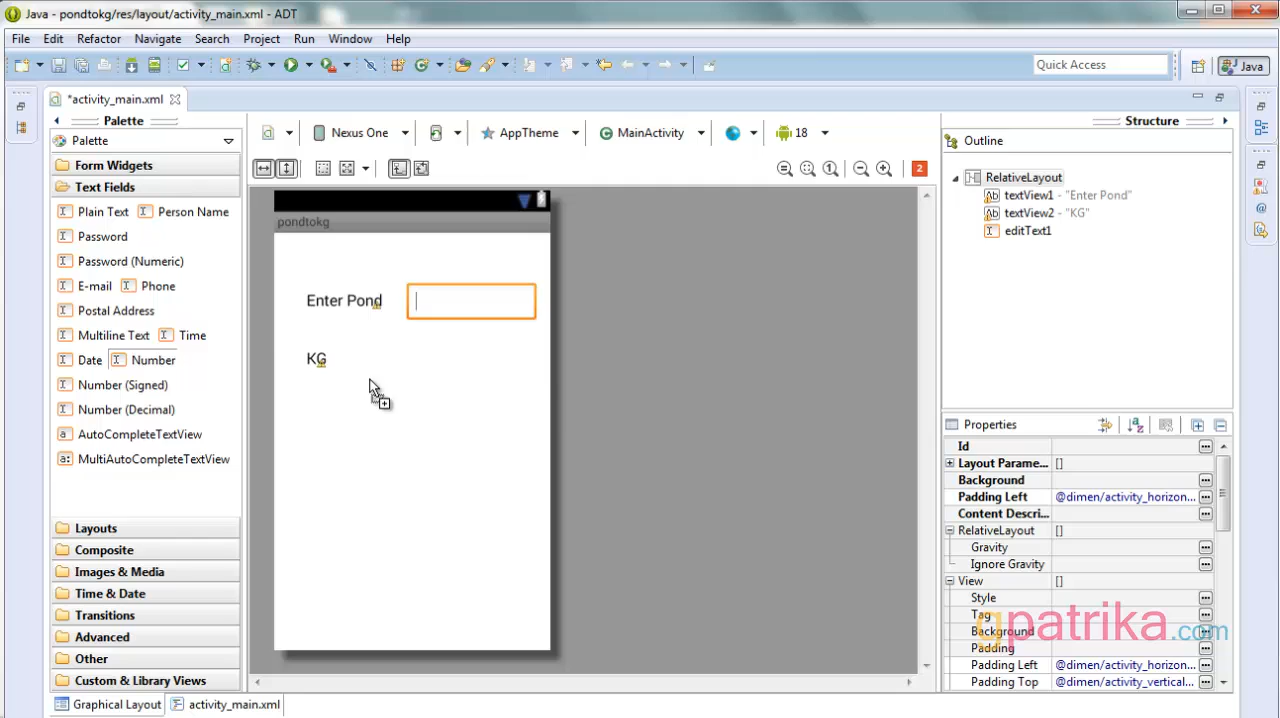 Java - pondtokg/res/layout/activity_main.xml - ADT
File Edit Refactor Navigate Search Project Run Window Help
Quick Access
Java
*activity_main.xml
Palette
Structure
Palette
Nexus One
AppTheme
MainActivity
18
Outline
Form Widgets
Text Fields
2
RelativeLayout
textView1 - "Enter Pond"
textView2 - "KG"
editText1
Plain Text Person Name
Password
Password (Numeric)
E-mail Phone
Postal Address
Multiline Text Time
Date Number
Number (Signed)
Number (Decimal)
AutoCompleteTextView
MultiAutoCompleteTextView
Layouts
Composite
Images & Media
Time & Date
Transitions
Advanced
Other
Custom & Library Views
pondtokg
Enter Pond
KG
Properties
Id
Layout Parame... []
Background
Padding Left @dimen/activity_horizon...
Content Descri...
RelativeLayout []
Gravity
Ignore Gravity
View []
Style
Tag
Background
Padding
Padding Left @dimen/activity_horizon...
Padding Top @dimen/activity_vertical...
gpatrika.com
Graphical Layout activity_main.xml